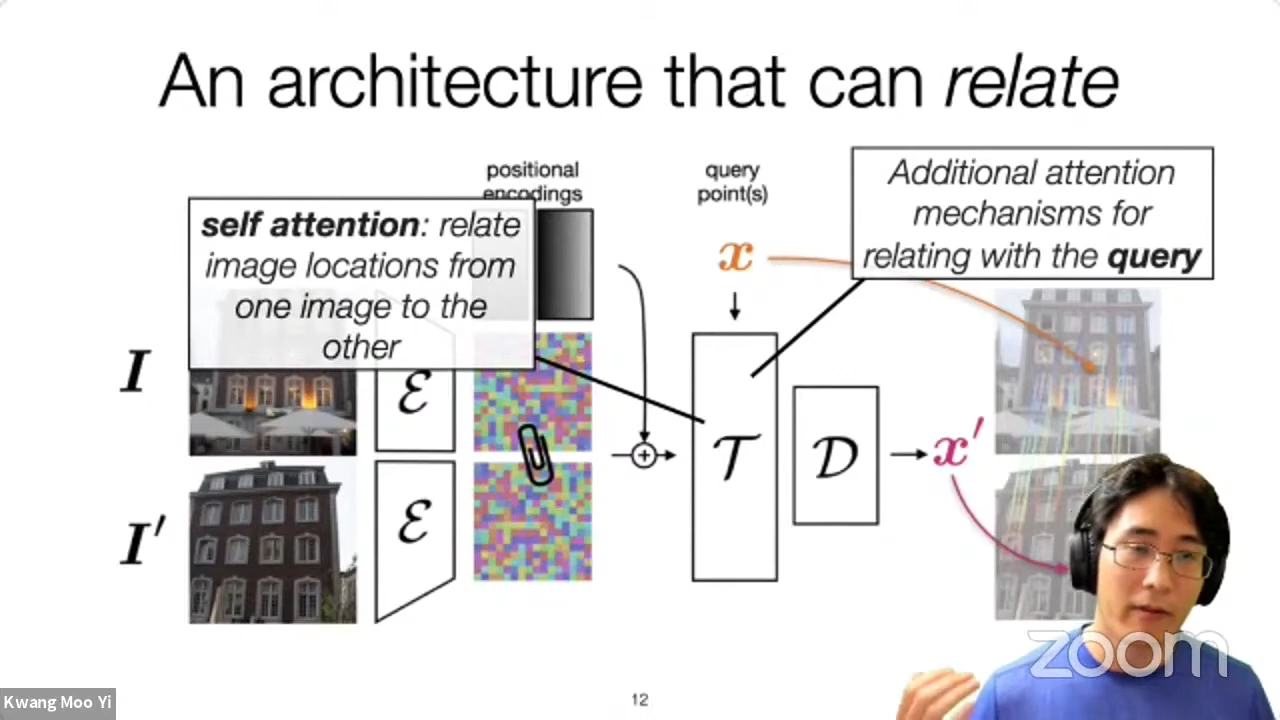 An architecture that can relate
positional
encodings
query
point(s)
self attention: relate
image locations from
one image to the
other
Additional attention
mechanisms for
relating with the query
x
I
ℰ
𝒯
𝒟
x′
I′
ℰ
zoom
Kwang Moo Yi
12